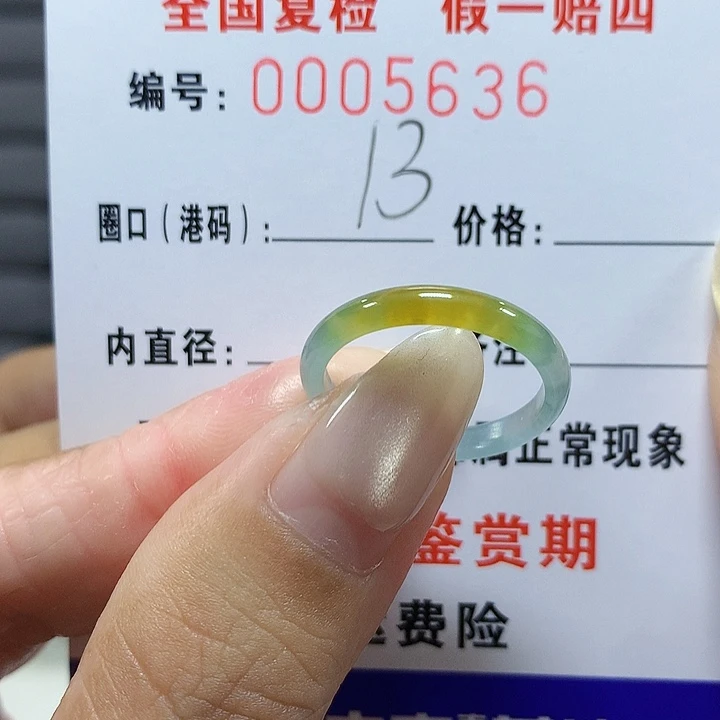 全国复检 假一赔四
编号：0005636
圈口（港码）：13 价格：
内直径：
属正常现象
鉴赏期
费险